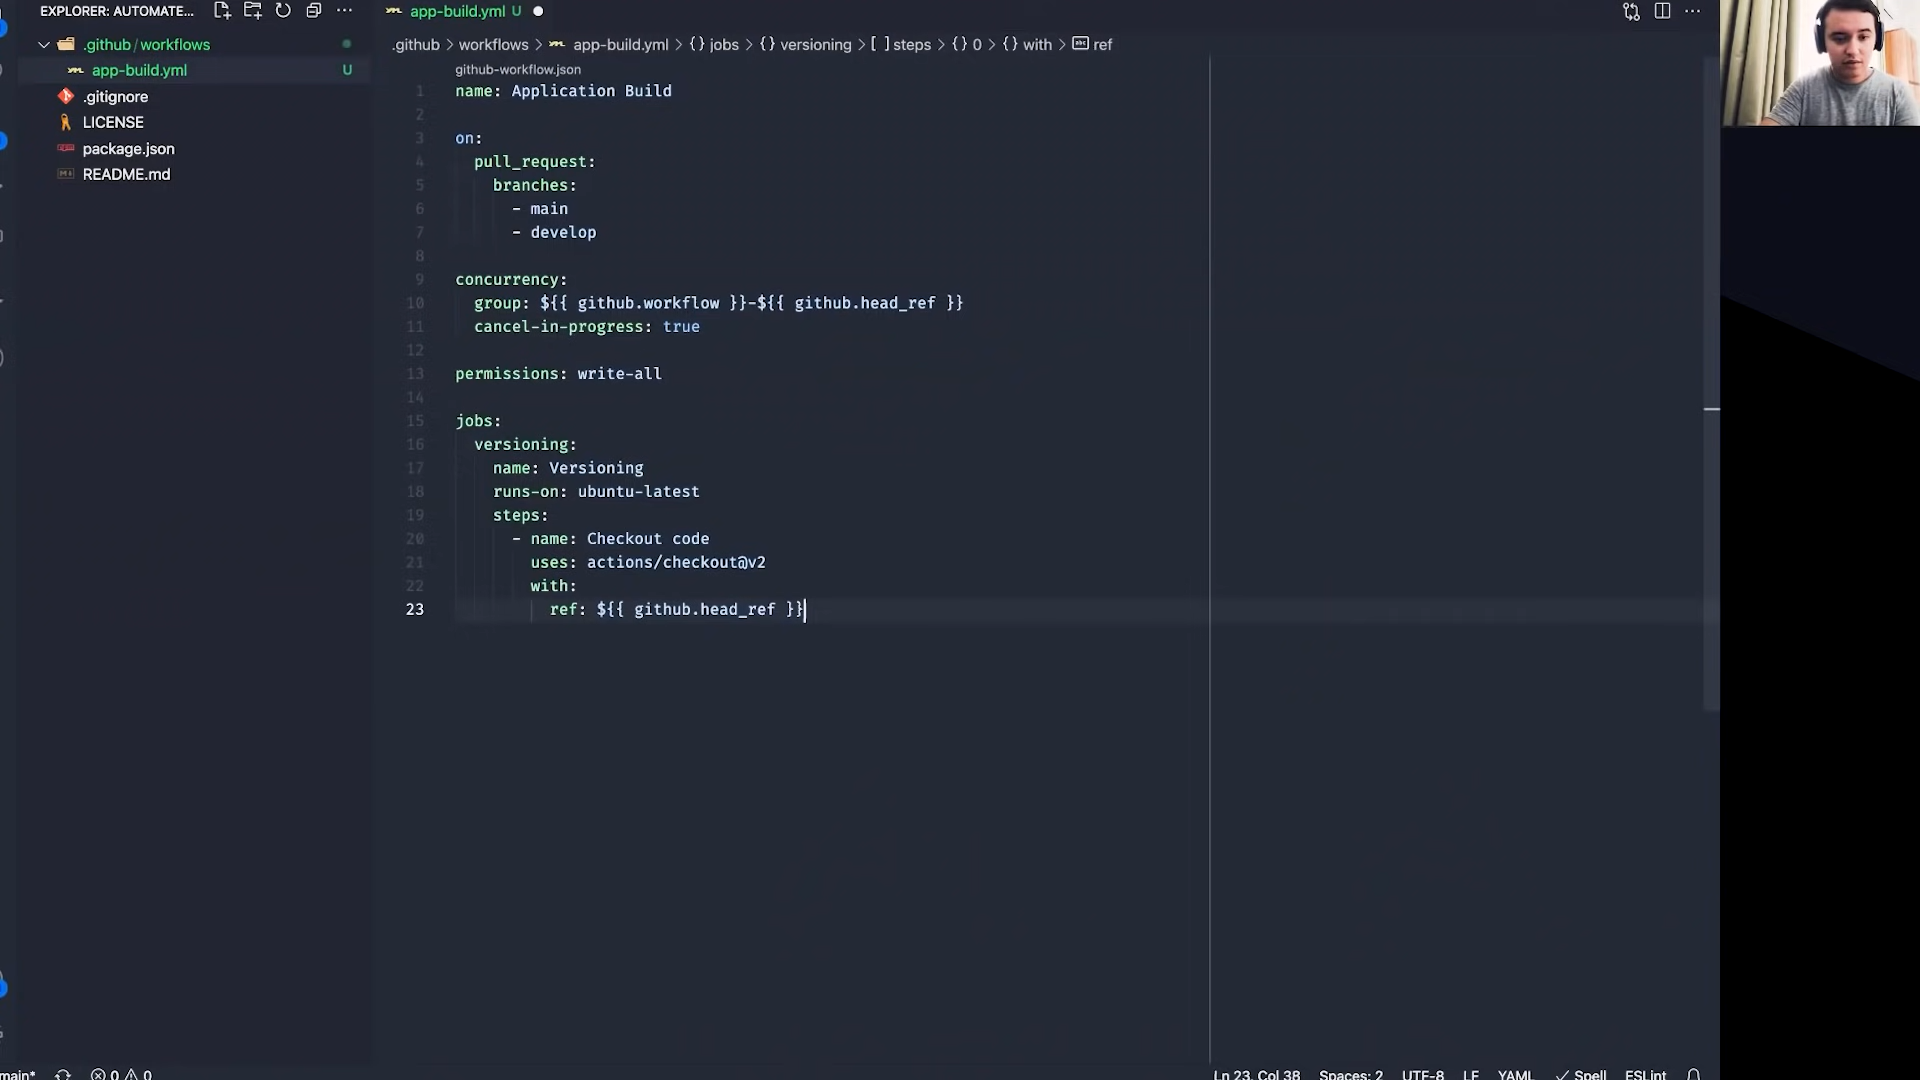 EXPLORER: AUTOMATE...
.github/workflows
app-build.yml U
.gitignore
LICENSE
package.json
README.md
app-build.yml U
.github > workflows > app-build.yml > {} jobs > {} versioning > [ ] steps > {} 0 > {} with > ref
github-workflow.json
1 name: Application Build
2
3 on:
4 pull_request:
5 branches:
6 - main
7 - develop
8
9 concurrency:
10 group: ${{ github.workflow }}-${{ github.head_ref }}
11 cancel-in-progress: true
12
13 permissions: write-all
14
15 jobs:
16 versioning:
17 name: Versioning
18 runs-on: ubuntu-latest
19 steps:
20 - name: Checkout code
21 uses: actions/checkout@v2
22 with:
23 ref: ${{ github.head_ref }}
main* 0 0 Ln 23, Col 38 Spaces: 2 UTF-8 LF YAML Spell ESLint